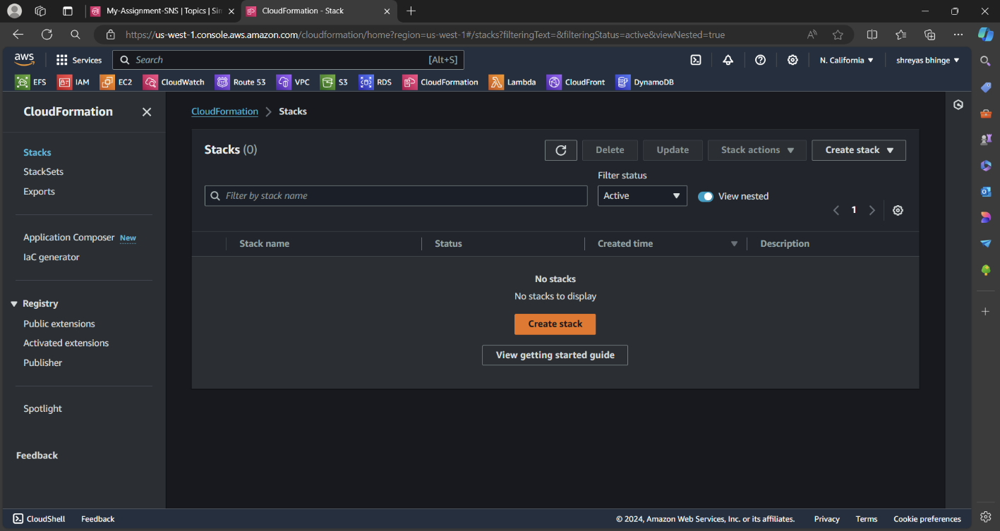 My-Assignment-SNS | Topics | Sim
CloudFormation - Stack
https://us-west-1.console.aws.amazon.com/cloudformation/home?region=us-west-1#/stacks?filteringText=&filteringStatus=active&viewNested=true
aws
Services
Search
[Alt+S]
N. California
shreyas bhinge
EFS
IAM
EC2
CloudWatch
Route 53
VPC
S3
RDS
CloudFormation
Lambda
CloudFront
DynamoDB
CloudFormation
Stacks
StackSets
Exports
Application Composer New
IaC generator
Registry
Public extensions
Activated extensions
Publisher
Spotlight
Feedback
CloudFormation
Stacks
Stacks (0)
Delete
Update
Stack actions
Create stack
Filter status
Filter by stack name
Active
View nested
1
Stack name
Status
Created time
Description
No stacks
No stacks to display
Create stack
View getting started guide
CloudShell
Feedback
© 2024, Amazon Web Services, Inc. or its affiliates.
Privacy
Terms
Cookie preferences